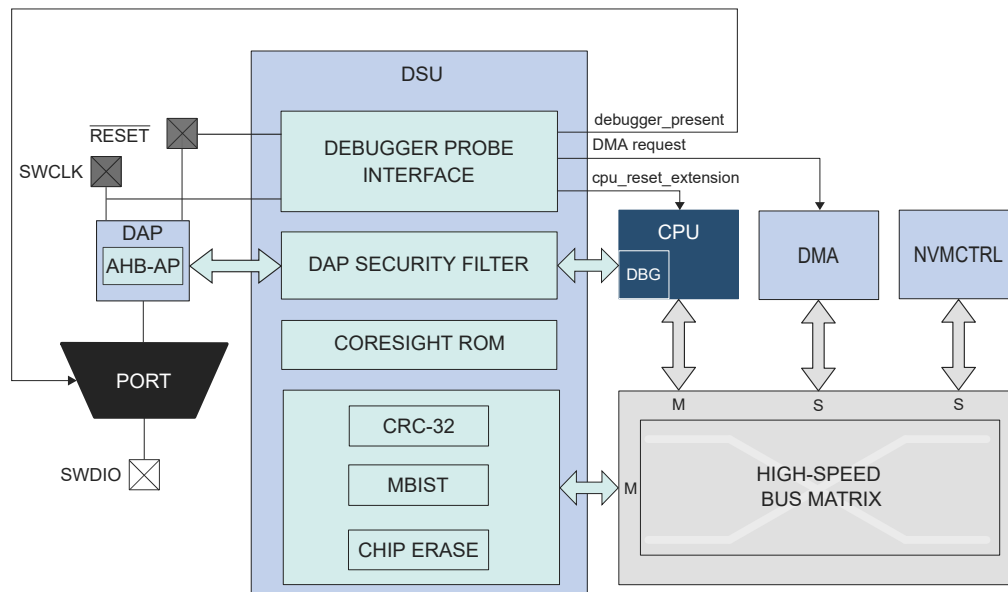 DSU
debugger_present
RESET
DEBUGGER PROBE
INTERFACE
DMA request
SWCLK
cpu_reset_extension
DAP
AHB-AP
DAP SECURITY FILTER
CPU
DBG
DMA
NVMCTRL
CORESIGHT ROM
PORT
M
S
S
CRC-32
SWDIO
MBIST
M
HIGH-SPEED
BUS MATRIX
CHIP ERASE